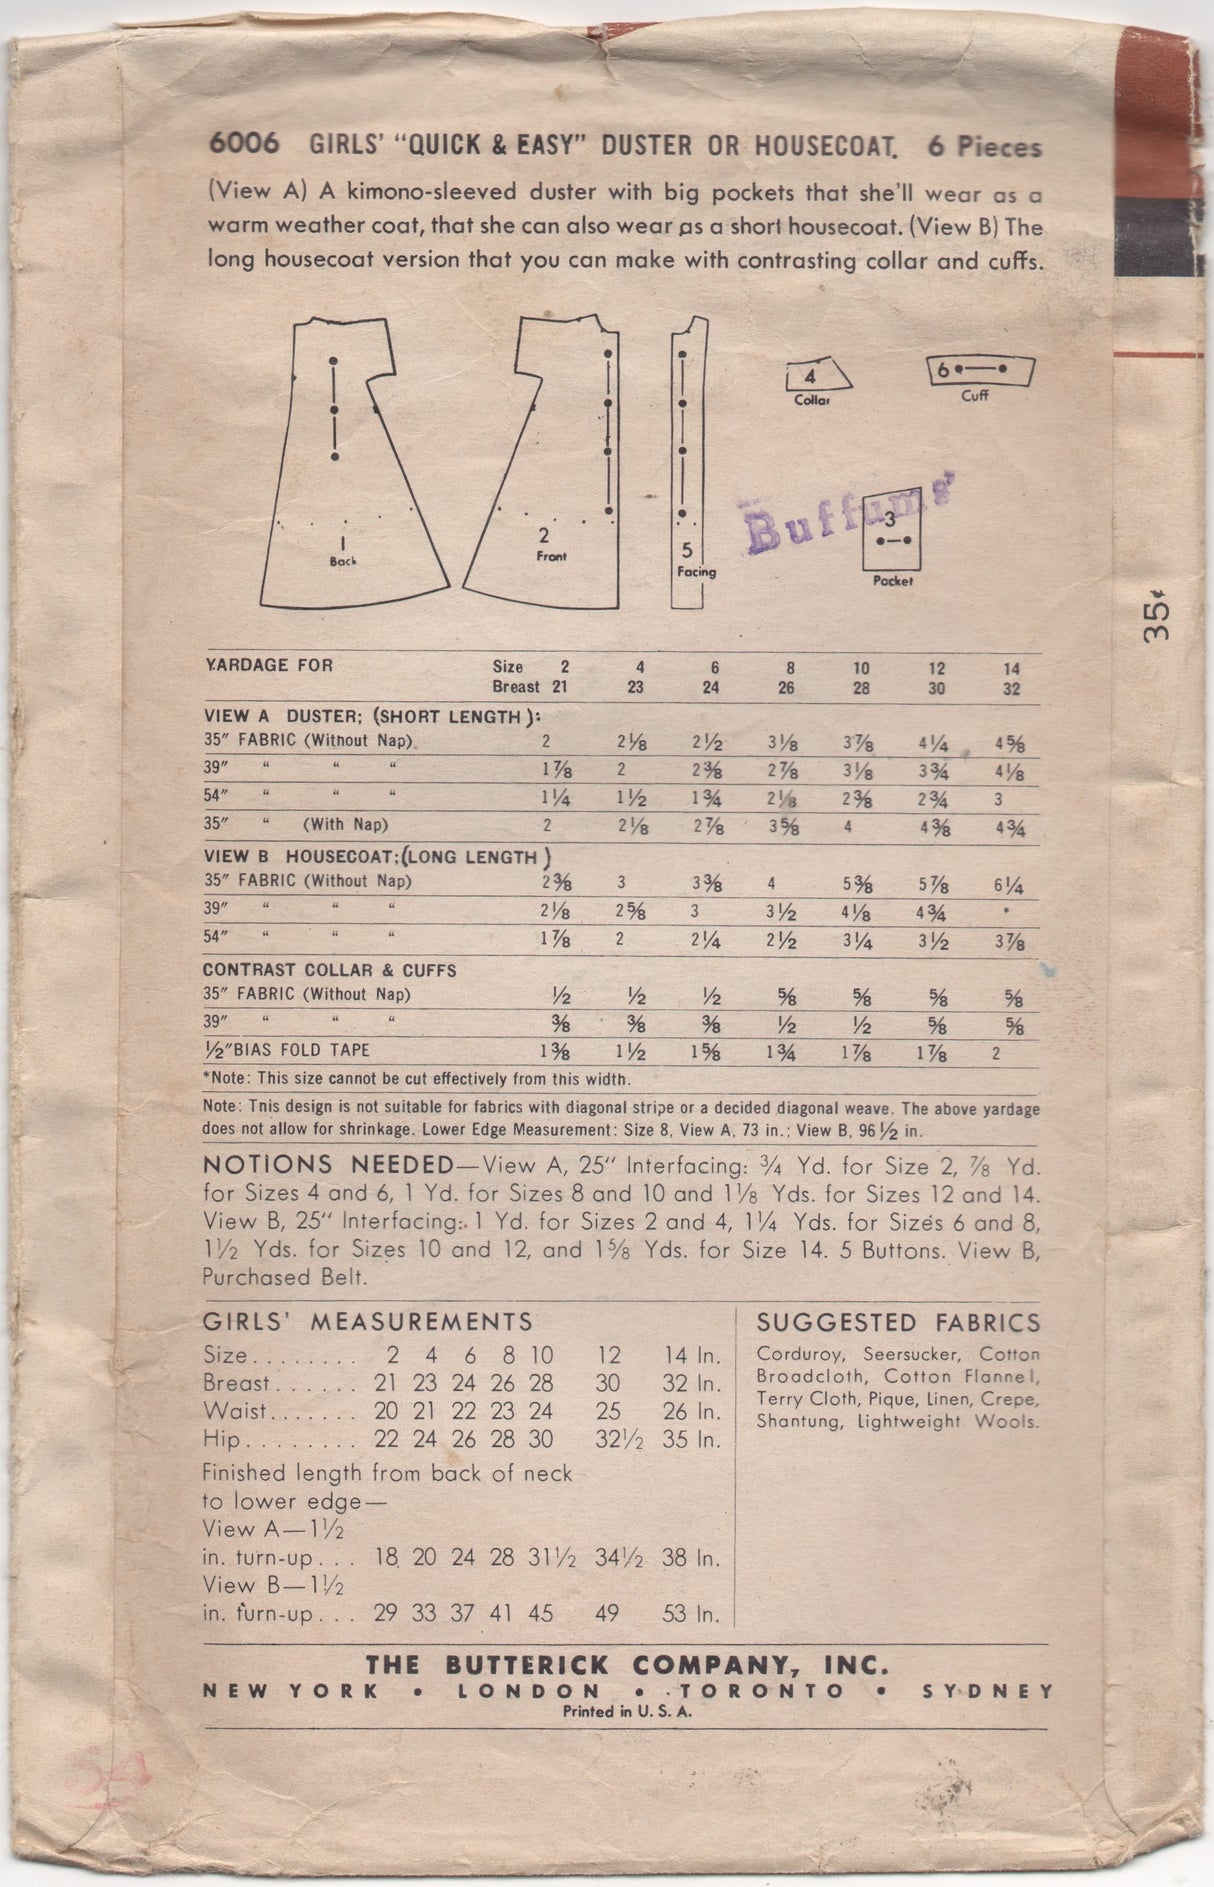 6006 GIRLS' "QUICK & EASY" DUSTER OR HOUSECOAT. 6 Pieces
(View A) A kimono-sleeved duster with big pockets that she'll wear as a
warm weather coat, that she can also wear as a short housecoat. (View B) The
long housecoat version that you can make with contrasting collar and cuffs.
1
Back
2
Front
5
Facing
4
Collar
6
Cuff
3
Pocket
Buffums'
35¢
YARDAGE FOR Size 2 4 6 8 10 12 14
Breast 21 23 24 26 28 30 32
VIEW A DUSTER; (SHORT LENGTH):
35" FABRIC (Without Nap) 2 2⅛ 2½ 3⅛ 3⅞ 4¼ 4⅝
39" " " " 1⅞ 2 2⅜ 2⅞ 3⅛ 3¾ 4⅛
54" " " " 1¼ 1½ 1¾ 2⅛ 2⅜ 2¾ 3
35" " (With Nap) 2 2⅛ 2⅞ 3⅝ 4 4⅜ 4¾
VIEW B HOUSECOAT;(LONG LENGTH)
35" FABRIC (Without Nap) 2⅜ 3 3⅜ 4 5⅜ 5⅞ 6¼
39" " " " 2⅛ 2⅝ 3 3½ 4⅛ 4¾ *
54" " " " 1⅞ 2 2¼ 2½ 3¼ 3½ 3⅞
CONTRAST COLLAR & CUFFS
35" FABRIC (Without Nap) ½ ½ ½ ⅝ ⅝ ⅝ ⅝
39" " " " ⅜ ⅜ ⅜ ½ ½ ⅝ ⅝
½" BIAS FOLD TAPE 1⅜ 1½ 1⅝ 1¾ 1⅞ 1⅞ 2
*Note: This size cannot be cut effectively from this width.
Note: This design is not suitable for fabrics with diagonal stripe or a decided diagonal weave. The above yardage
does not allow for shrinkage. Lower Edge Measurement: Size 8, View A, 73 in.; View B, 96½ in.
NOTIONS NEEDED—View A, 25" Interfacing: ¾ Yd. for Size 2, ⅞ Yd.
for Sizes 4 and 6, 1 Yd. for Sizes 8 and 10 and 1⅛ Yds. for Sizes 12 and 14.
View B, 25" Interfacing: 1 Yd. for Sizes 2 and 4, 1¼ Yds. for Sizes 6 and 8,
1½ Yds. for Sizes 10 and 12, and 1⅝ Yds. for Size 14. 5 Buttons. View B,
Purchased Belt.
GIRLS' MEASUREMENTS
Size......... 2 4 6 8 10 12 14 In.
Breast...... 21 23 24 26 28 30 32 In.
Waist....... 20 21 22 23 24 25 26 In.
Hip......... 22 24 26 28 30 32½ 35 In.
Finished length from back of neck
to lower edge—
View A—1½
in. turn-up... 18 20 24 28 31½ 34½ 38 In.
View B—1½
in. turn-up... 29 33 37 41 45 49 53 In.
SUGGESTED FABRICS
Corduroy, Seersucker, Cotton
Broadcloth, Cotton Flannel,
Terry Cloth, Pique, Linen, Crepe,
Shantung, Lightweight Wools.
THE BUTTERICK COMPANY, INC.
NEW YORK • LONDON • TORONTO • SYDNEY
Printed in U. S. A.